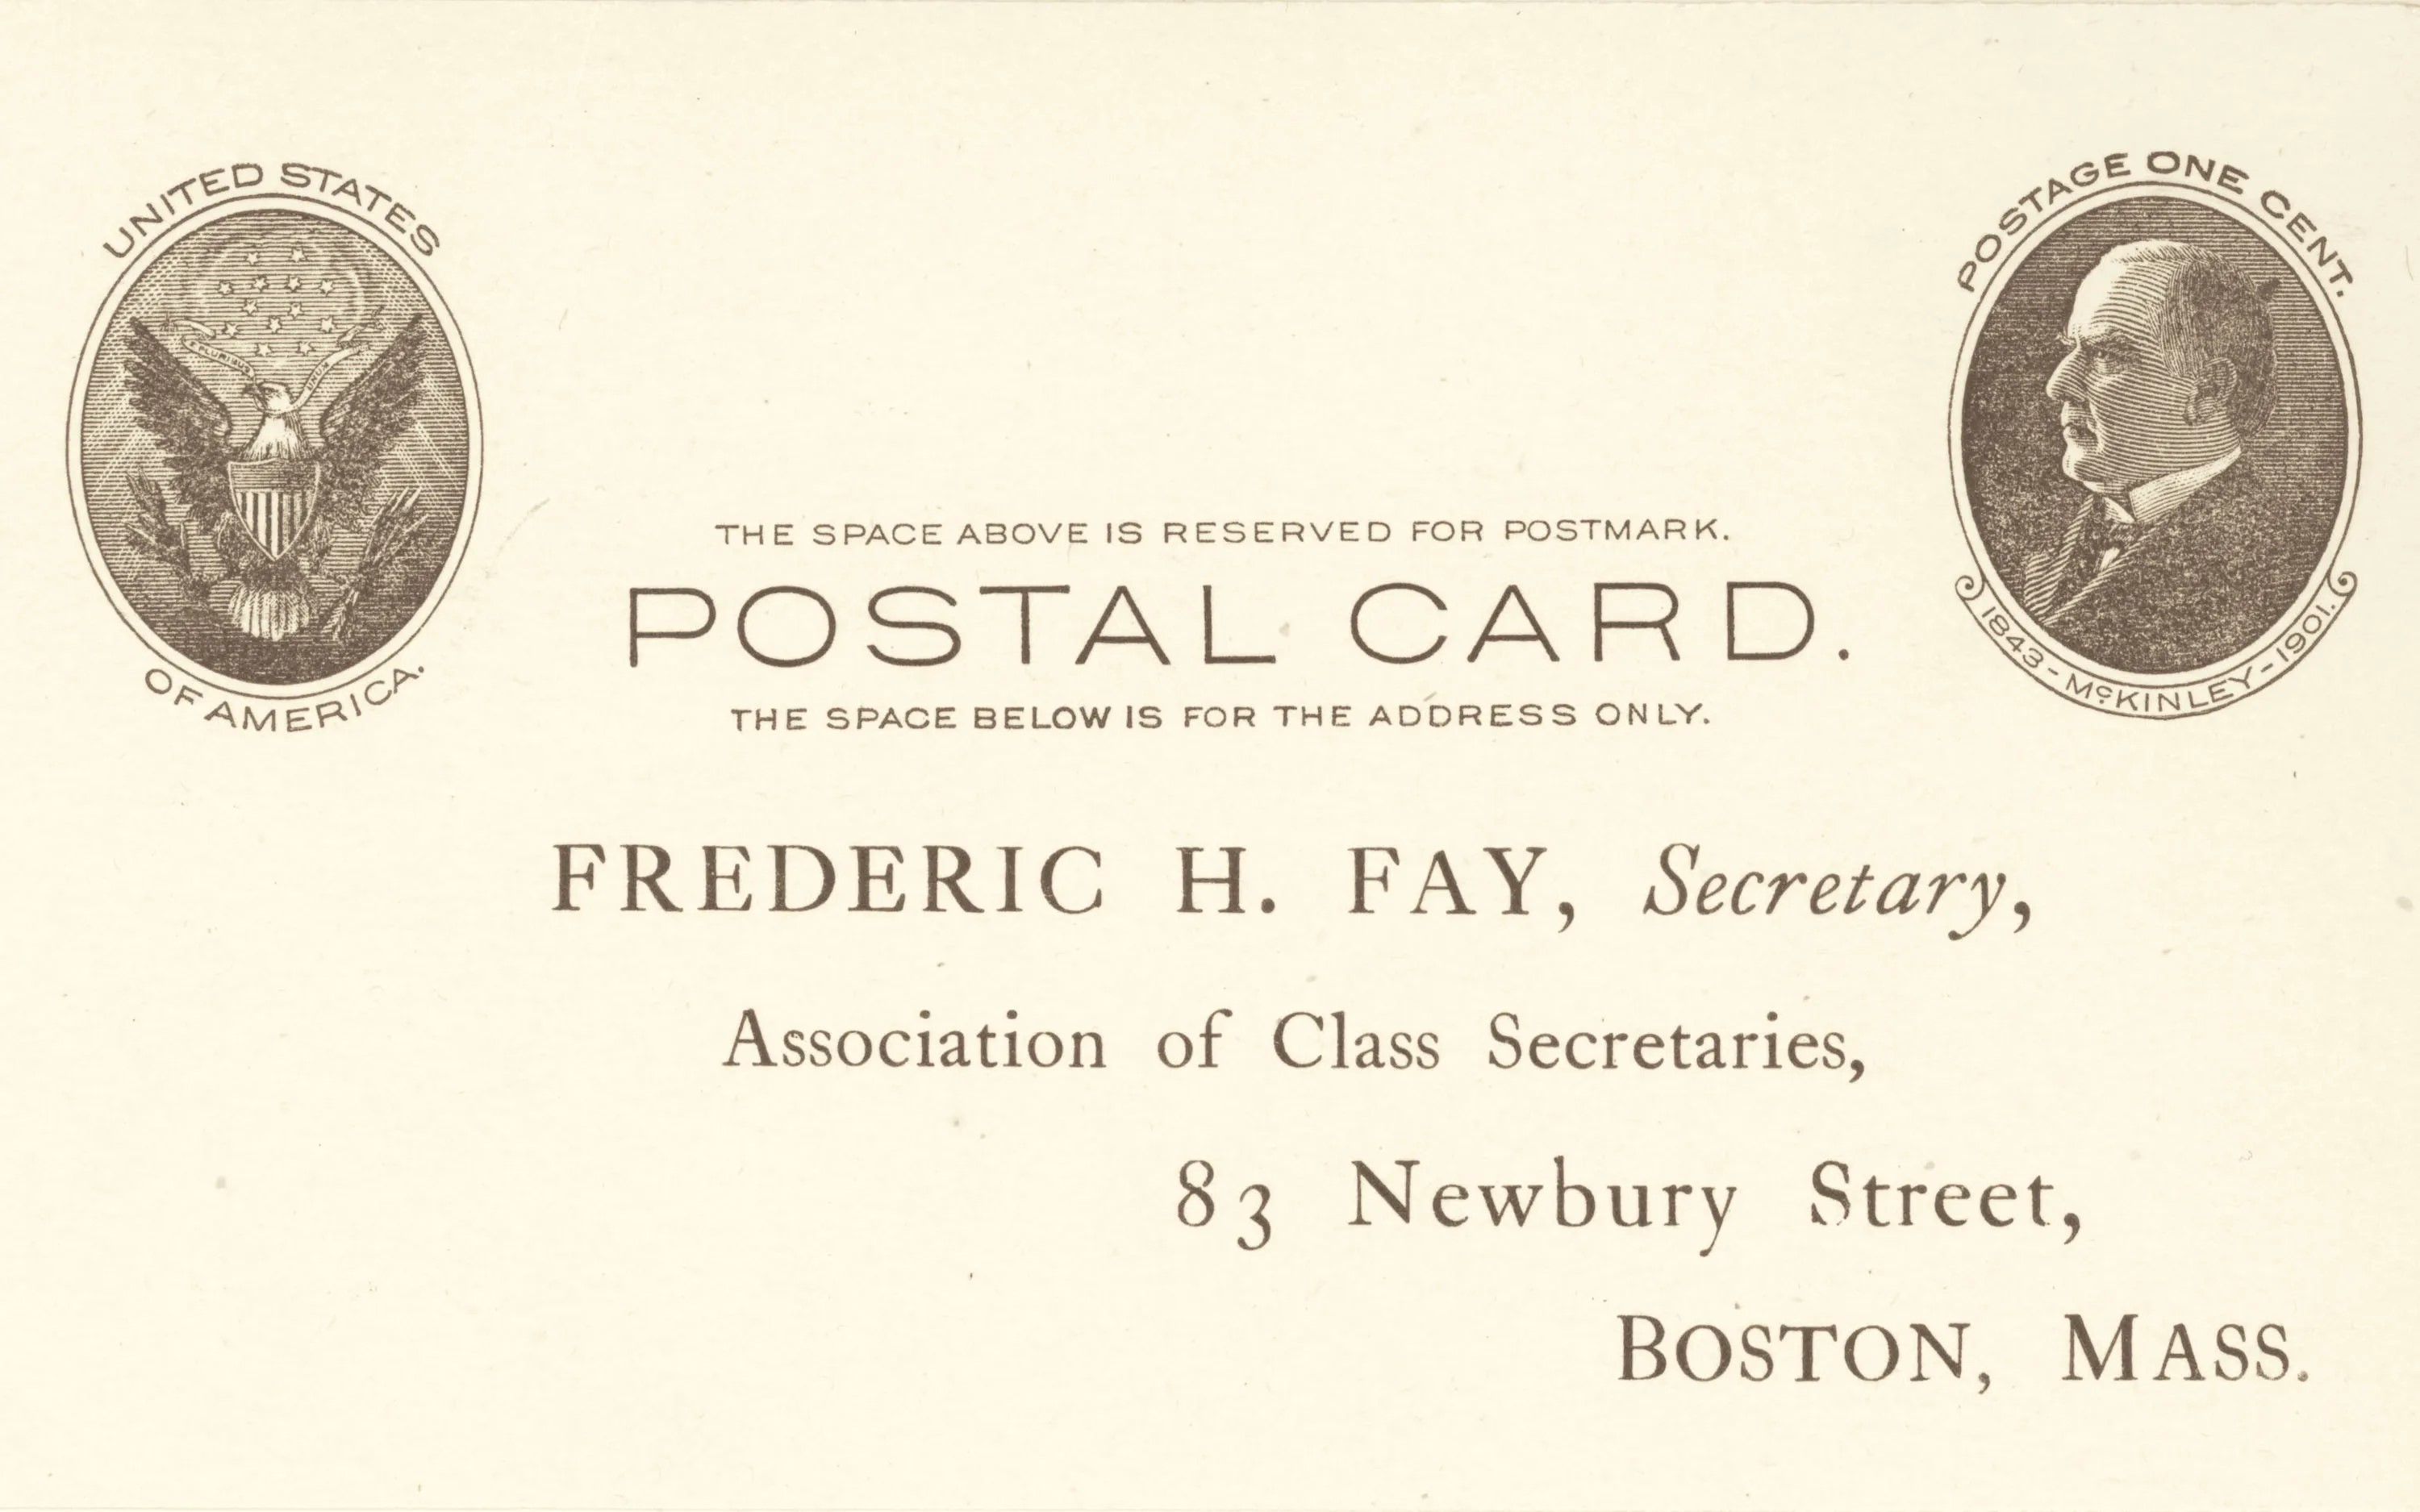 UNITED STATES
E PLURIBUS UNUM
OF AMERICA.
POSTAGE ONE CENT.
1843-McKINLEY-1901.
THE SPACE ABOVE IS RESERVED FOR POSTMARK.
POSTAL CARD.
THE SPACE BELOW IS FOR THE ADDRESS ONLY.
FREDERIC H. FAY, Secretary,
Association of Class Secretaries,
83 Newbury Street,
BOSTON, MASS.